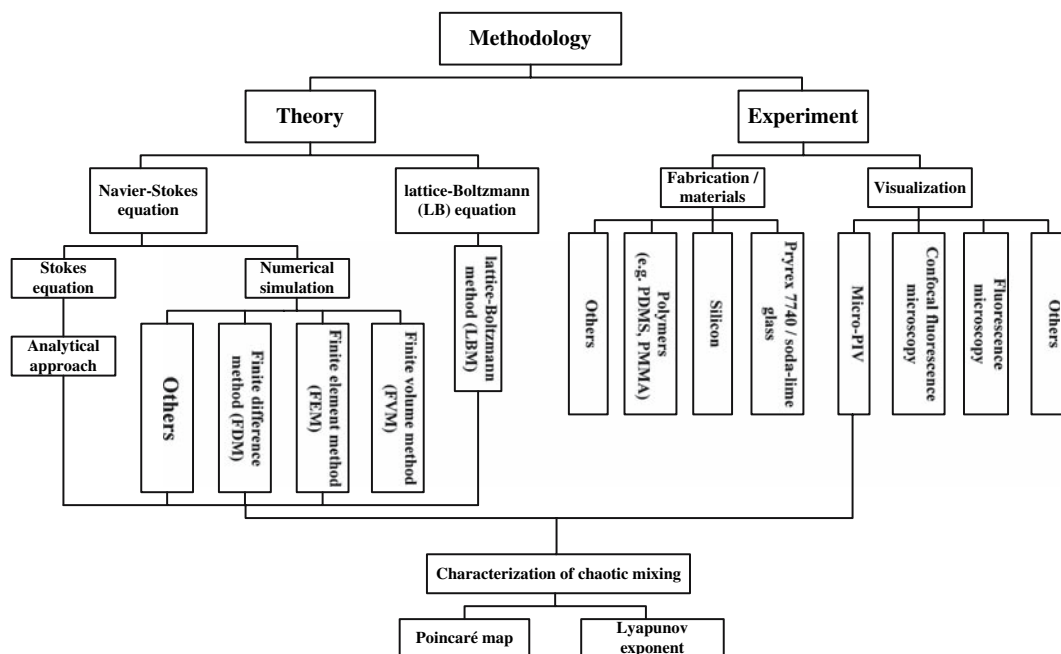 Methodology
Theory
Experiment
Navier-Stokes
equation
lattice-Boltzmann
(LB) equation
Fabrication /
materials
Visualization
Stokes
equation
Numerical
simulation
lattice-Boltzmann
method (LBM)
Others
Polymers
(e.g. PDMS, PMMA)
Silicon
Pryrex 7740 / soda-lime
glass
Micro-PIV
Confocal fluorescence
microscopy
Fluorescence
microscopy
Others
Analytical
approach
Others
Finite difference
method (FDM)
Finite element method
(FEM)
Finite volume method
(FVM)
Characterization of chaotic mixing
Poincaré map
Lyapunov
exponent